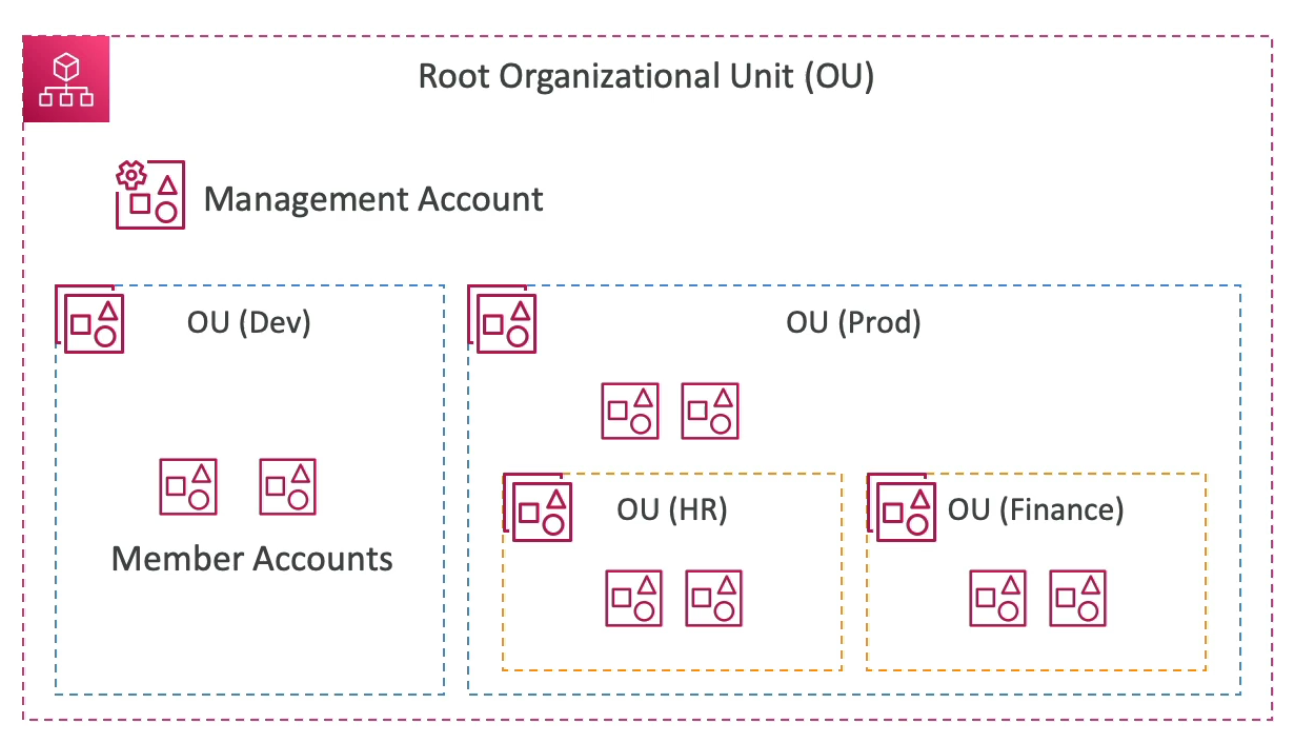 Root Organizational Unit (OU)
Management Account
OU (Dev)
OU (Prod)
Member Accounts
OU (HR)
OU (Finance)